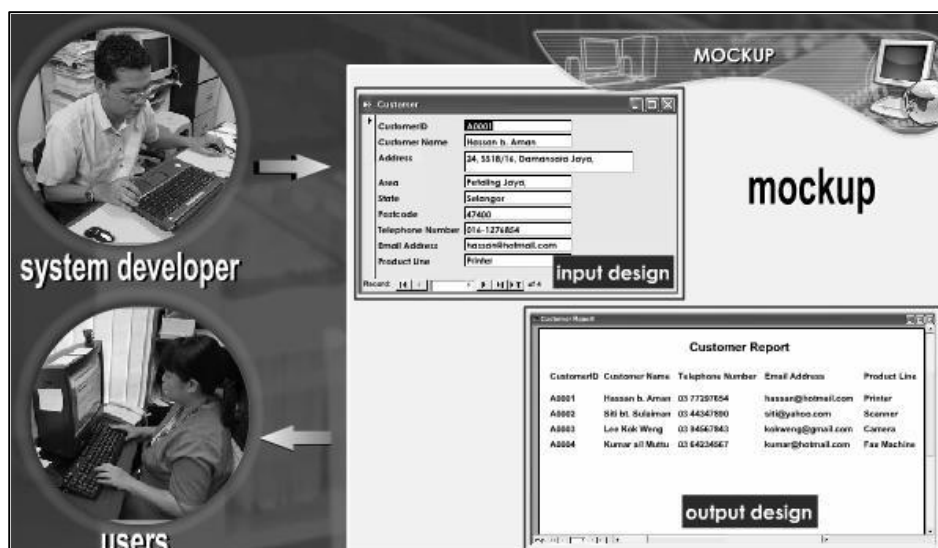 MOCKUP
mockup
system developer
users
Customer
CustomerID A0001
Customer Name Hassan b. Aman
Address 24, SS18/16, Damansara Jaya,
Area Petaling Jaya,
State Selangor
Postcode 47400
Telephone Number 016-1276854
Email Address hassan@hotmail.com
Product Line Printer
Record: of 4
input design
Customer Report
Customer Report
CustomerID Customer Name Telephone Number Email Address Product Line
A0001 Hassan b. Aman 03 77297654 hassan@hotmail.com Printer
A0002 Siti bt. Sulaiman 03 44347890 siti@yahoo.com Scanner
A0003 Lee Kok Weng 03 94567843 kokweng@gmail.com Camera
A0004 Kumar a/l Muttu 03 64234567 kumar@hotmail.com Fax Machine
output design